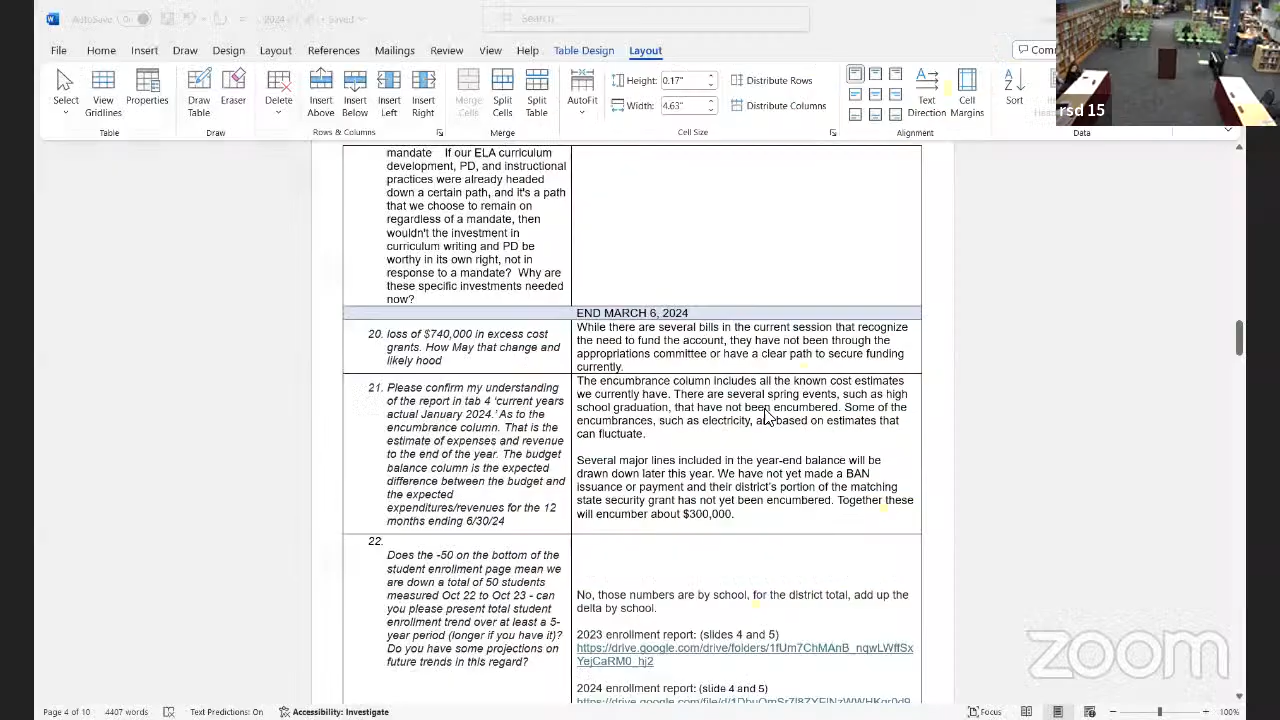 AutoSave Off 2024 • Saved Search
File Home Insert Draw Design Layout References Mailings Review View Help Table Design Layout
Select View Gridlines Properties Draw Table Eraser Delete Insert Above Insert Below Insert Left Insert Right Merge Cells Split Cells Split Table AutoFit Height: 0.17" Width: 4.63" Distribute Rows Distribute Columns Text Direction Cell Margins Sort
Table Draw Rows & Columns Merge Cell Size Alignment Data
rsd 15
mandate If our ELA curriculum
development, PD, and instructional
practices were already headed
down a certain path, and it's a path
that we choose to remain on
regardless of a mandate, then
wouldn't the investment in
curriculum writing and PD be
worthy in its own right, not in
response to a mandate? Why are
these specific investments needed
now?
END MARCH 6, 2024
20. loss of $740,000 in excess cost
grants. How May that change and
likely hood
While there are several bills in the current session that recognize
the need to fund the account, they have not been through the
appropriations committee or have a clear path to secure funding
currently.
21. Please confirm my understanding
of the report in tab 4 'current years
actual January 2024.' As to the
encumbrance column. That is the
estimate of expenses and revenue
to the end of the year. The budget
balance column is the expected
difference between the budget and
the expected
expenditures/revenues for the 12
months ending 6/30/24
The encumbrance column includes all the known cost estimates
we currently have. There are several spring events, such as high
school graduation, that have not been encumbered. Some of the
encumbrances, such as electricity, are based on estimates that
can fluctuate.
Several major lines included in the year-end balance will be
drawn down later this year. We have not yet made a BAN
issuance or payment and their district's portion of the matching
state security grant has not yet been encumbered. Together these
will encumber about $300,000.
22.
Does the -50 on the bottom of the
student enrollment page mean we
are down a total of 50 students
measured Oct 22 to Oct 23 - can
you please present total student
enrollment trend over at least a 5-
year period (longer if you have it)?
Do you have some projections on
future trends in this regard?
No, those numbers are by school, for the district total, add up the
delta by school.
2023 enrollment report: (slides 4 and 5)
https://drive.google.com/drive/folders/1fUm7ChMAnB_nqwLWffSx
YejCaRM0_hj2
2024 enrollment report: (slide 4 and 5)
zoom
Page 4 of 10 4407 words Text Predictions: On Accessibility: Investigate Focus 100%